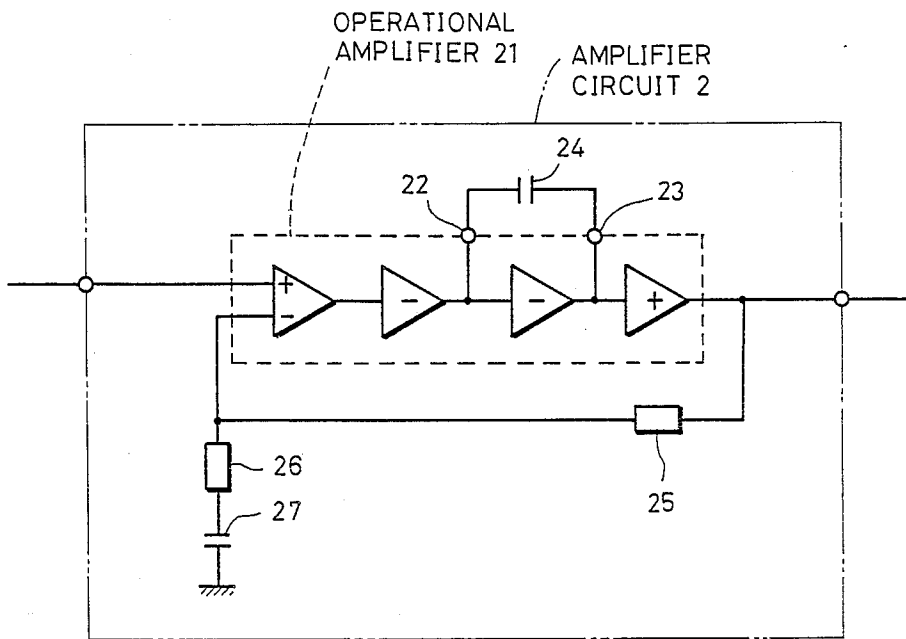 OPERATIONAL
AMPLIFIER 21
AMPLIFIER
CIRCUIT 2
24
22
23
+
-
-
-
+
26
25
27